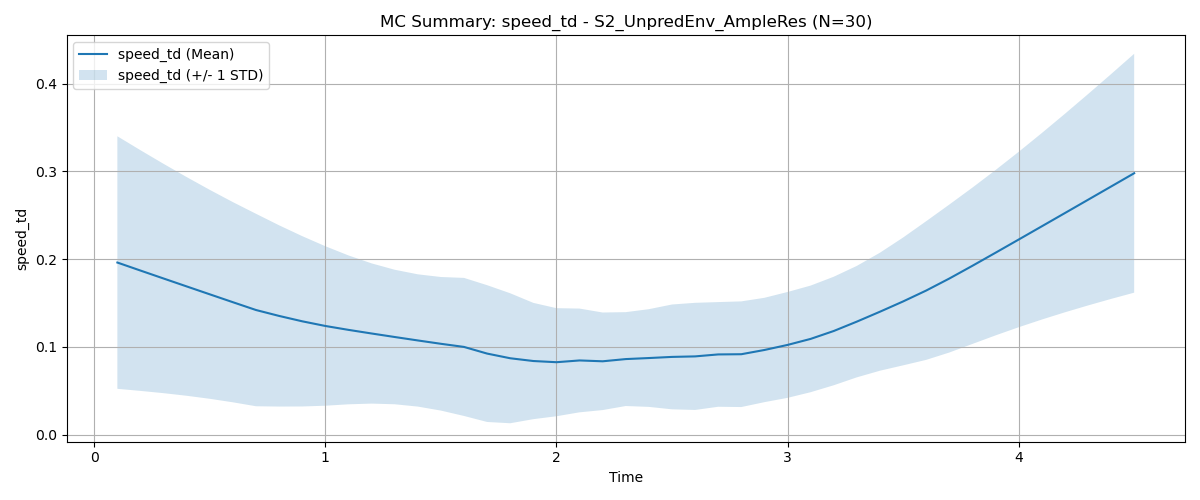 MC Summary: speed_td - S2_UnpredEnv_AmpleRes (N=30)
speed_td (Mean)
speed_td (+/- 1 STD)
0.4
0.3
0.2
0.1
0.0
speed_td
0 1 2 3 4
Time